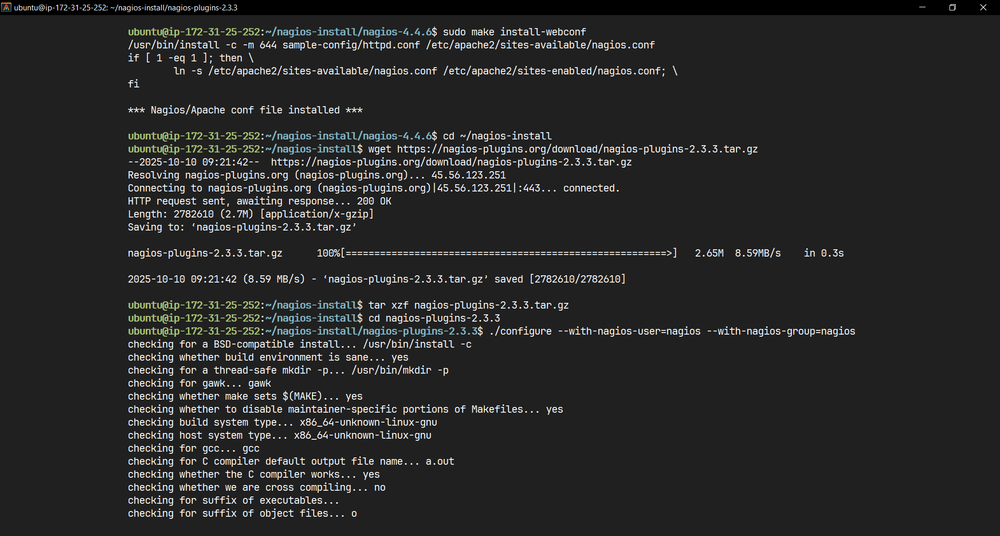 ubuntu@ip-172-31-25-252: ~/nagios-install/nagios-plugins-2.3.3
ubuntu@ip-172-31-25-252:~/nagios-install/nagios-4.4.6$ sudo make install-webconf
/usr/bin/install -c -m 644 sample-config/httpd.conf /etc/apache2/sites-available/nagios.conf
if [ 1 -eq 1 ]; then \
        ln -s /etc/apache2/sites-available/nagios.conf /etc/apache2/sites-enabled/nagios.conf; \
fi
*** Nagios/Apache conf file installed ***
ubuntu@ip-172-31-25-252:~/nagios-install/nagios-4.4.6$ cd ~/nagios-install
ubuntu@ip-172-31-25-252:~/nagios-install$ wget https://nagios-plugins.org/download/nagios-plugins-2.3.3.tar.gz
--2025-10-10 09:21:42--  https://nagios-plugins.org/download/nagios-plugins-2.3.3.tar.gz
Resolving nagios-plugins.org (nagios-plugins.org)... 45.56.123.251
Connecting to nagios-plugins.org (nagios-plugins.org)|45.56.123.251|:443... connected.
HTTP request sent, awaiting response... 200 OK
Length: 2782610 (2.7M) [application/x-gzip]
Saving to: ‘nagios-plugins-2.3.3.tar.gz’
nagios-plugins-2.3.3.tar.gz      100%[========================================================>]   2.65M  8.59MB/s    in 0.3s
2025-10-10 09:21:42 (8.59 MB/s) - ‘nagios-plugins-2.3.3.tar.gz’ saved [2782610/2782610]
ubuntu@ip-172-31-25-252:~/nagios-install$ tar xzf nagios-plugins-2.3.3.tar.gz
ubuntu@ip-172-31-25-252:~/nagios-install$ cd nagios-plugins-2.3.3
ubuntu@ip-172-31-25-252:~/nagios-install/nagios-plugins-2.3.3$ ./configure --with-nagios-user=nagios --with-nagios-group=nagios
checking for a BSD-compatible install... /usr/bin/install -c
checking whether build environment is sane... yes
checking for a thread-safe mkdir -p... /usr/bin/mkdir -p
checking for gawk... gawk
checking whether make sets $(MAKE)... yes
checking whether to disable maintainer-specific portions of Makefiles... yes
checking build system type... x86_64-unknown-linux-gnu
checking host system type... x86_64-unknown-linux-gnu
checking for gcc... gcc
checking for C compiler default output file name... a.out
checking whether the C compiler works... yes
checking whether we are cross compiling... no
checking for suffix of executables...
checking for suffix of object files... o